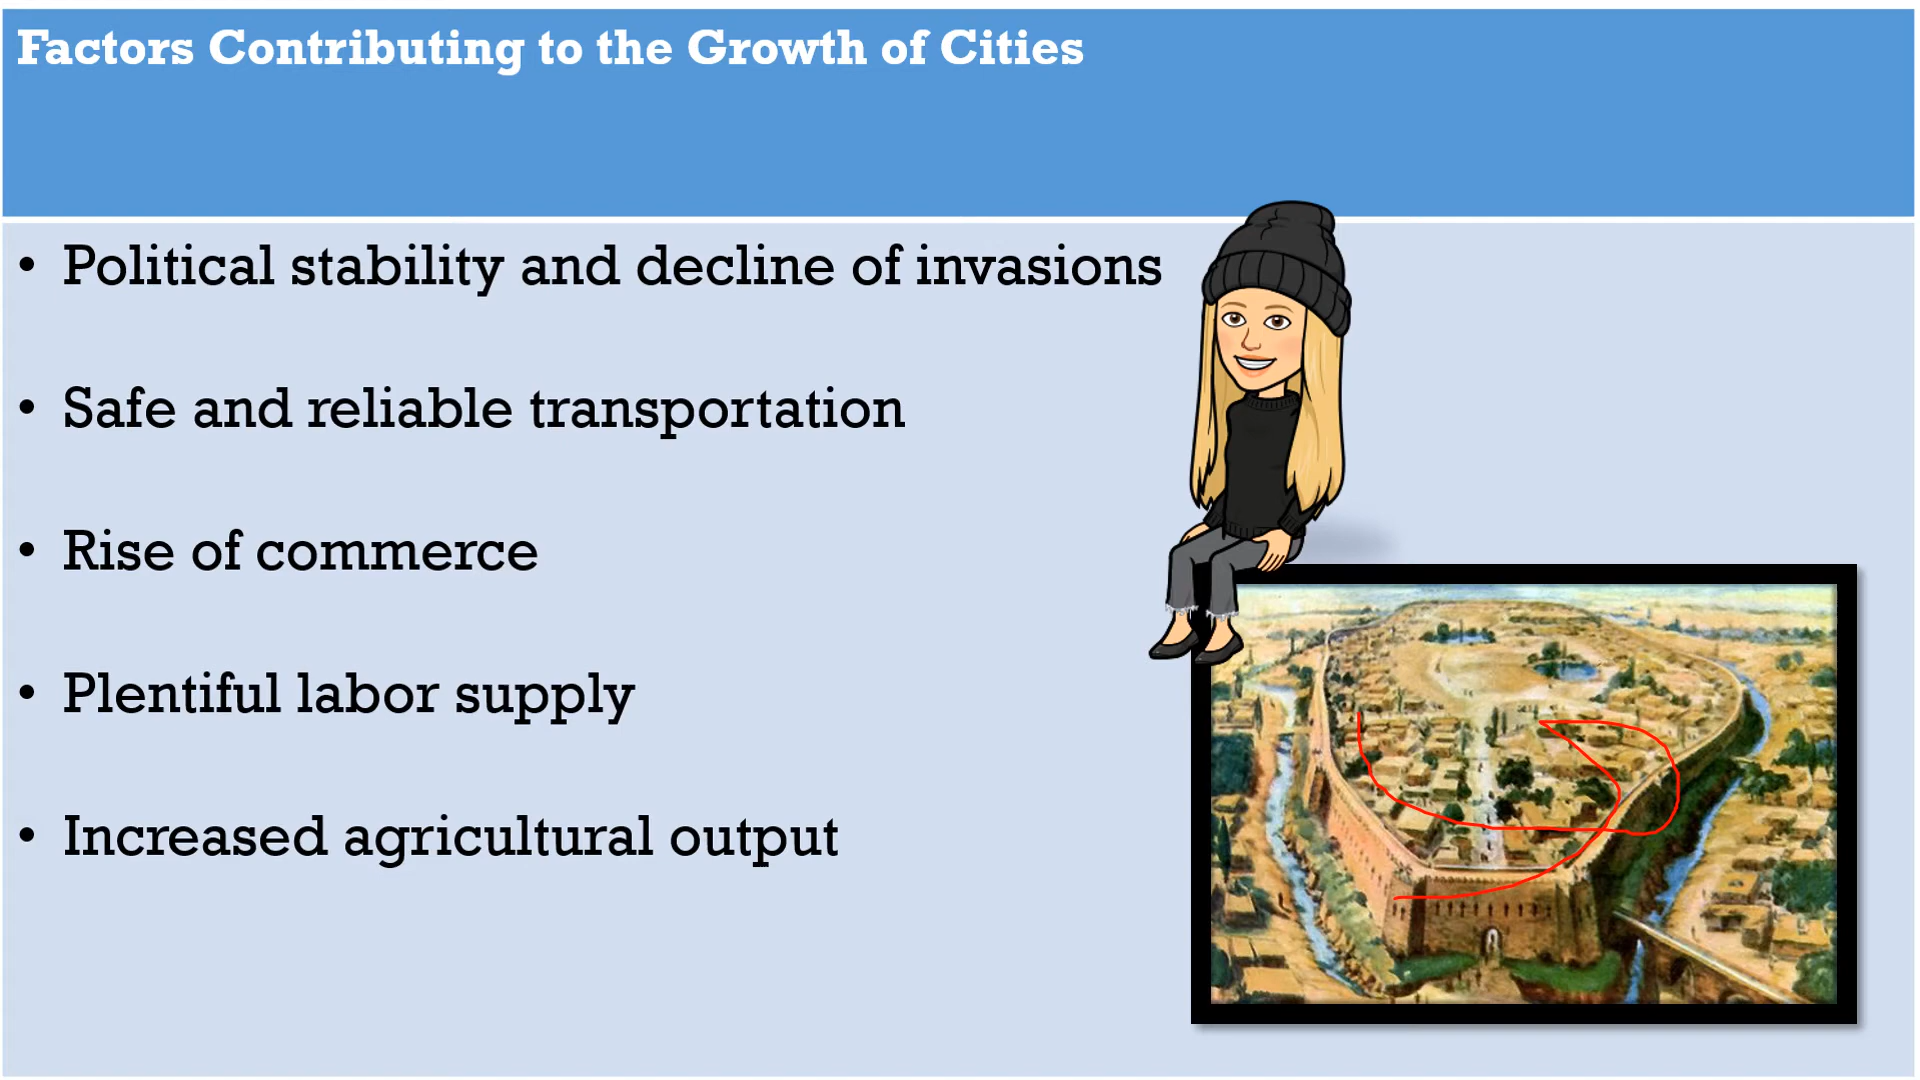 Factors Contributing to the Growth of Cities
• Political stability and decline of invasions
• Safe and reliable transportation
• Rise of commerce
• Plentiful labor supply
• Increased agricultural output